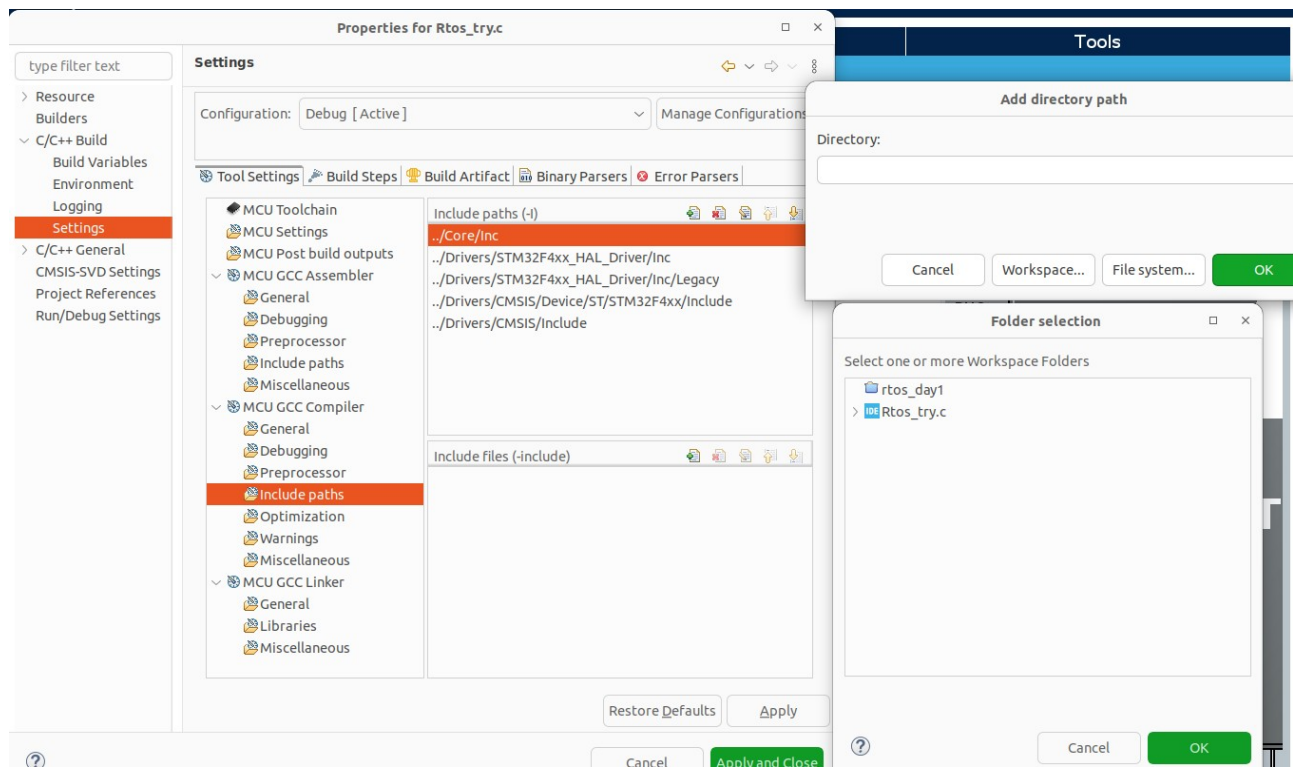 Properties for Rtos_try.c
type filter text
Resource
Builders
C/C++ Build
Build Variables
Environment
Logging
Settings
C/C++ General
CMSIS-SVD Settings
Project References
Run/Debug Settings
Settings
Configuration: Debug [ Active ]
Manage Configurations
Tool Settings Build Steps Build Artifact Binary Parsers Error Parsers
MCU Toolchain
MCU Settings
MCU Post build outputs
MCU GCC Assembler
General
Debugging
Preprocessor
Include paths
Miscellaneous
MCU GCC Compiler
General
Debugging
Preprocessor
Include paths
Optimization
Warnings
Miscellaneous
MCU GCC Linker
General
Libraries
Miscellaneous
Include paths (-I)
../Core/Inc
../Drivers/STM32F4xx_HAL_Driver/Inc
../Drivers/STM32F4xx_HAL_Driver/Inc/Legacy
../Drivers/CMSIS/Device/ST/STM32F4xx/Include
../Drivers/CMSIS/Include
Include files (-include)
Restore Defaults Apply
Cancel Apply and Close
Tools
Add directory path
Directory:
Cancel Workspace... File system... OK
Folder selection
Select one or more Workspace Folders
rtos_day1
IDE Rtos_try.c
Cancel OK